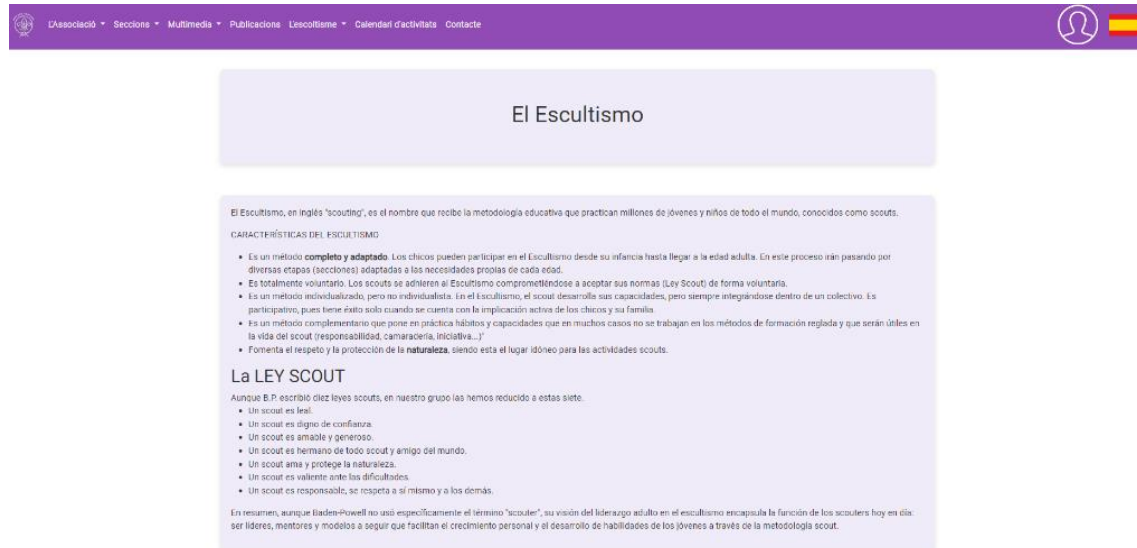 L'Associació Seccions Multimedia Publicacions L'escoltisme Calendari d'activitats Contacte
El Escultismo
El Escultismo, en inglés "scouting", es el nombre que recibe la metodología educativa que practican millones de jóvenes y niños de todo el mundo, conocidos como scouts.
CARACTERÍSTICAS DEL ESCULTISMO
• Es un método completo y adaptado. Los chicos pueden participar en el Escultismo desde su infancia hasta llegar a la edad adulta. En este proceso irán pasando por
diversas etapas (secciones) adaptadas a las necesidades propias de cada edad.
• Es totalmente voluntario. Los scouts se adhieren al Escultismo comprometiéndose a aceptar sus normas (Ley Scout) de forma voluntaria.
• Es un método individualizado, pero no individualista. En el Escultismo, el scout desarrolla sus capacidades, pero siempre integrándose dentro de un colectivo. Es
participativo, pues tiene éxito solo cuando se cuenta con la implicación activa de los chicos y su familia.
• Es un método complementario que pone en práctica hábitos y capacidades que en muchos casos no se trabajan en los métodos de formación reglada y que serán útiles en
la vida del scout (responsabilidad, camaradería, iniciativa...)"
• Fomenta el respeto y la protección de la naturaleza, siendo esta el lugar idóneo para las actividades scouts.
La LEY SCOUT
Aunque B.P. escribió diez leyes scouts, en nuestro grupo las hemos reducido a estas siete.
• Un scout es leal.
• Un scout es digno de confianza.
• Un scout es amable y generoso.
• Un scout es hermano de todo scout y amigo del mundo.
• Un scout ama y protege la naturaleza.
• Un scout es valiente ante las dificultades.
• Un scout es responsable, se respeta a sí mismo y a los demás.
En resumen, aunque Baden-Powell no usó específicamente el término "scouter", su visión del liderazgo adulto en el escultismo encapsula la función de los scouters hoy en día:
ser líderes, mentores y modelos a seguir que facilitan el crecimiento personal y el desarrollo de habilidades de los jóvenes a través de la metodología scout.